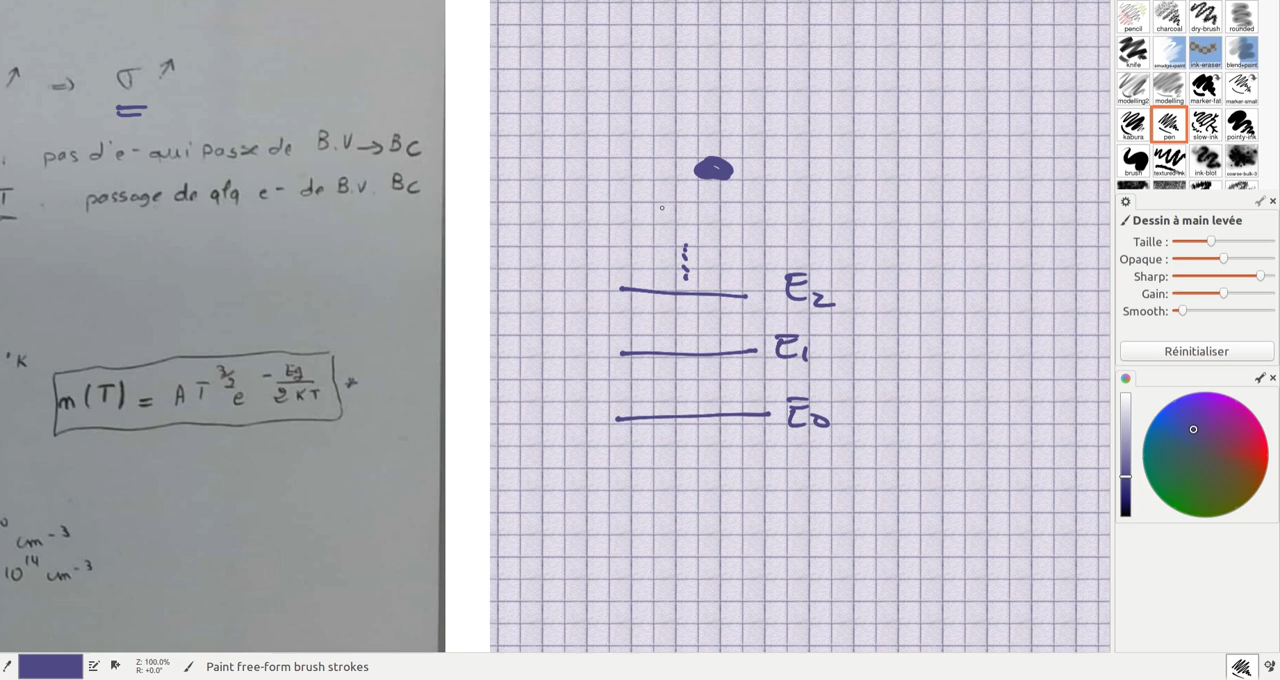 ↗ => σ ↗
pas d'e- qui passe de B.V → BC
T. passage de qlq e- de B.V. BC
°K
n(T) = A T^3/2 e^-Eg/2KT *
cm-3
10^14 cm-3
E2
E1
E0
pencil charcoal dry-brush rounded
knife smudge+paint ink-eraser blend+paint
modelling2 modelling marker-fat marker-small
kabura pen slow-ink pointy-ink
brush textured-ink ink-blot coarse-bulk-3
Dessin à main levée
Taille :
Opaque :
Sharp:
Gain:
Smooth:
Réinitialiser
Z: 100.0%
R: +0.0°
Paint free-form brush strokes